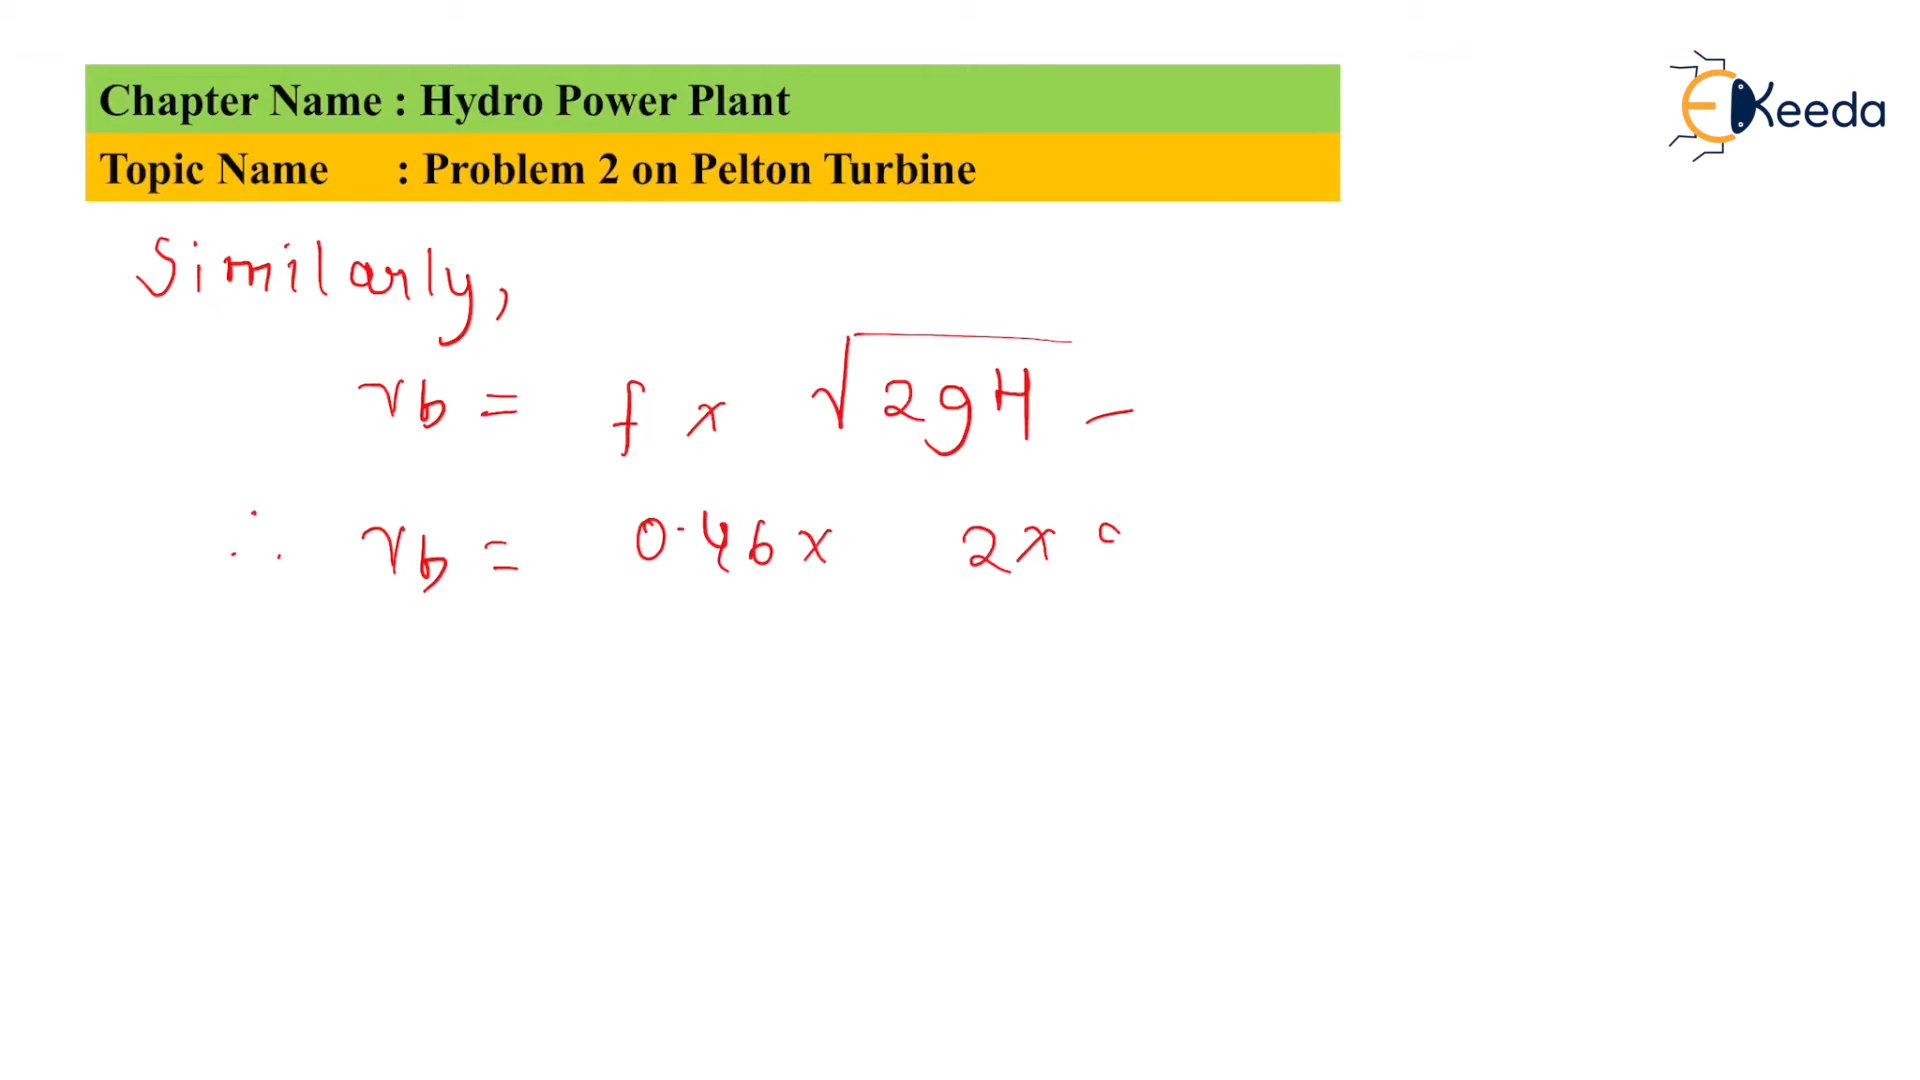 Chapter Name : Hydro Power Plant
EKeeda
Topic Name : Problem 2 on Pelton Turbine
Similarly,
vb = f x √2gH -
∴ vb = 0.46 x 2 x